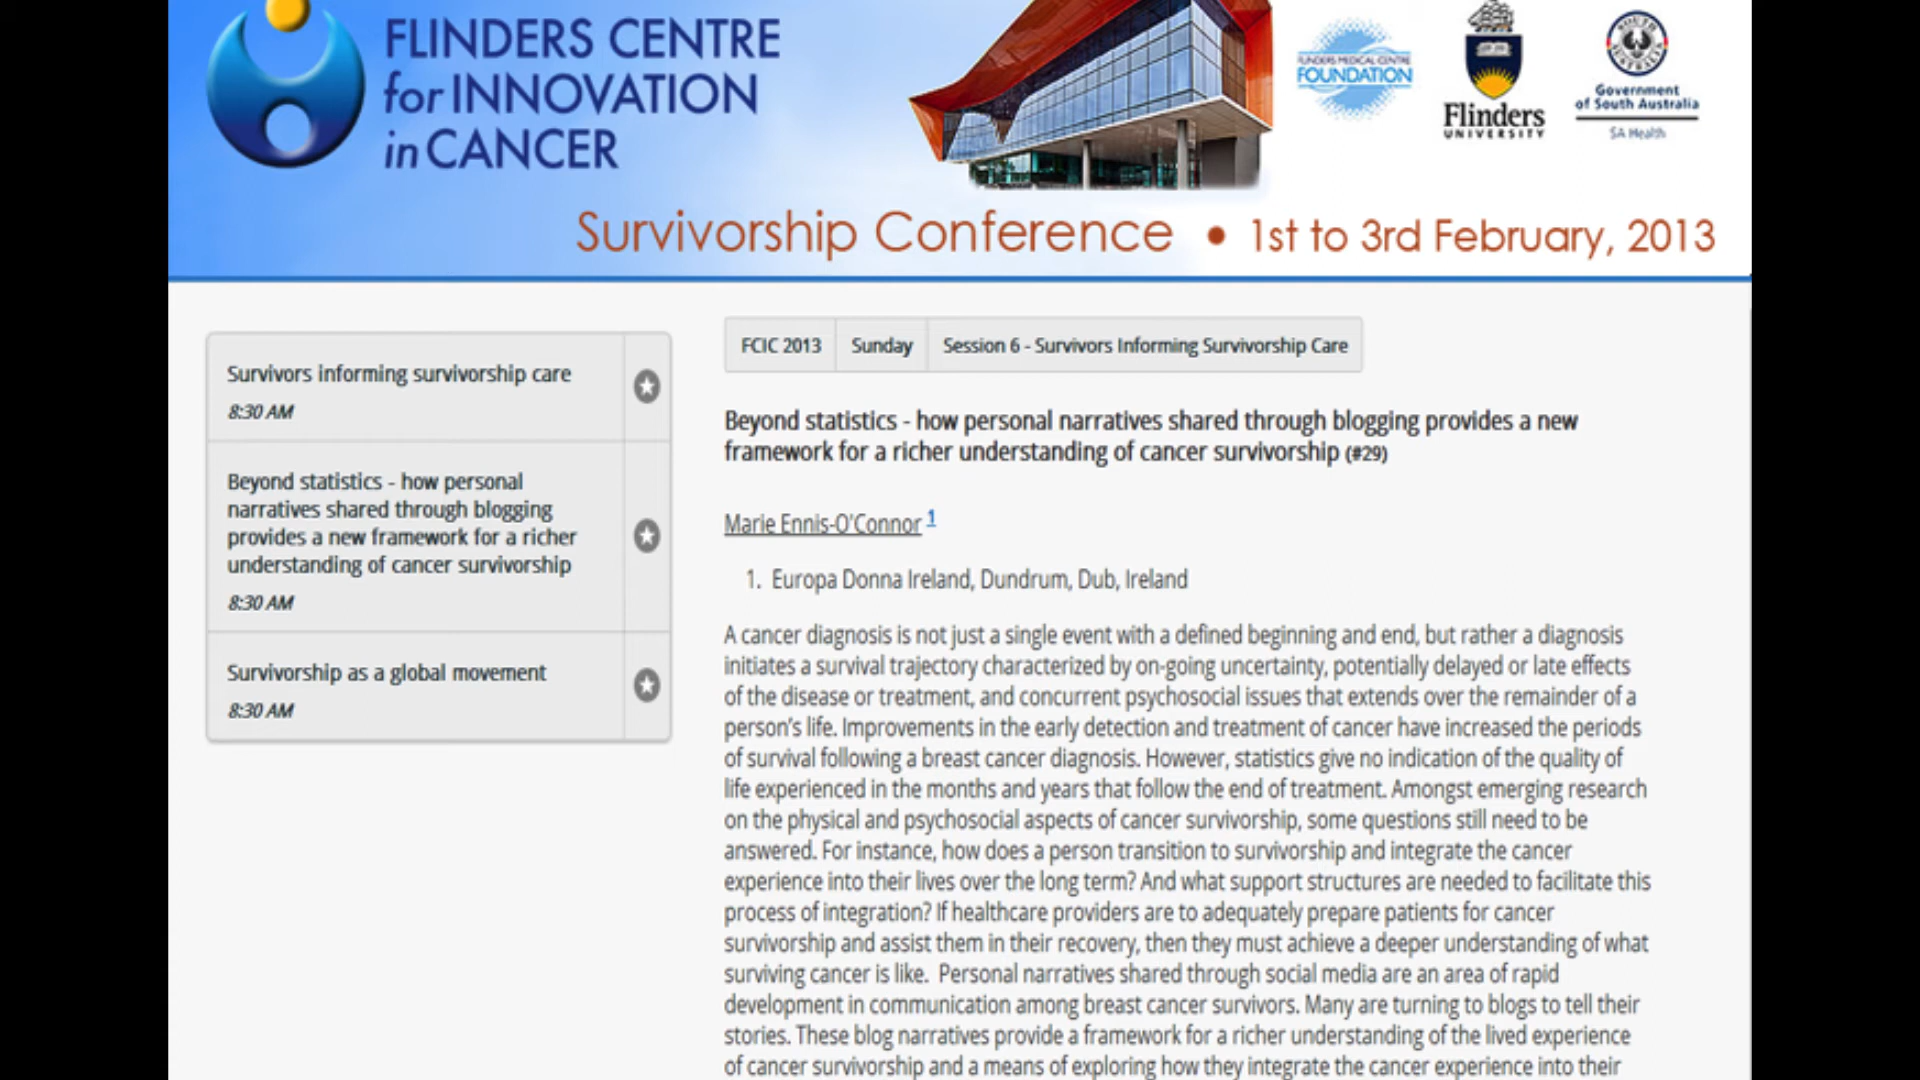 FLINDERS CENTRE
for INNOVATION
in CANCER
FLINDERS MEDICAL CENTRE
FOUNDATION
Flinders
UNIVERSITY
SOUTH AUSTRALIA
Government
of South Australia
SA Health
Survivorship Conference • 1st to 3rd February, 2013
Survivors informing survivorship care
8:30 AM
Beyond statistics - how personal
narratives shared through blogging
provides a new framework for a richer
understanding of cancer survivorship
8:30 AM
Survivorship as a global movement
8:30 AM
FCIC 2013 Sunday Session 6 - Survivors Informing Survivorship Care
Beyond statistics - how personal narratives shared through blogging provides a new
framework for a richer understanding of cancer survivorship (#29)
Marie Ennis-O'Connor 1
1. Europa Donna Ireland, Dundrum, Dub, Ireland
A cancer diagnosis is not just a single event with a defined beginning and end, but rather a diagnosis
initiates a survival trajectory characterized by on-going uncertainty, potentially delayed or late effects
of the disease or treatment, and concurrent psychosocial issues that extends over the remainder of a
person’s life. Improvements in the early detection and treatment of cancer have increased the periods
of survival following a breast cancer diagnosis. However, statistics give no indication of the quality of
life experienced in the months and years that follow the end of treatment. Amongst emerging research
on the physical and psychosocial aspects of cancer survivorship, some questions still need to be
answered. For instance, how does a person transition to survivorship and integrate the cancer
experience into their lives over the long term? And what support structures are needed to facilitate this
process of integration? If healthcare providers are to adequately prepare patients for cancer
survivorship and assist them in their recovery, then they must achieve a deeper understanding of what
surviving cancer is like. Personal narratives shared through social media are an area of rapid
development in communication among breast cancer survivors. Many are turning to blogs to tell their
stories. These blog narratives provide a framework for a richer understanding of the lived experience
of cancer survivorship and a means of exploring how they integrate the cancer experience into their